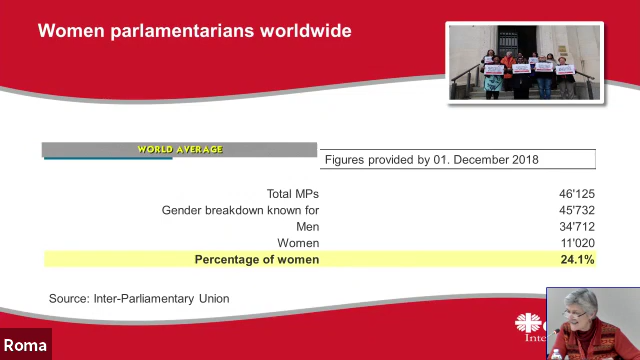 Women parlamentarians worldwide
WORLD AVERAGE
Figures provided by 01. December 2018
Total MPs 46'125
Gender breakdown known for 45'732
Men 34'712
Women 11'020
Percentage of women 24.1%
Source: Inter-Parliamentary Union
Roma